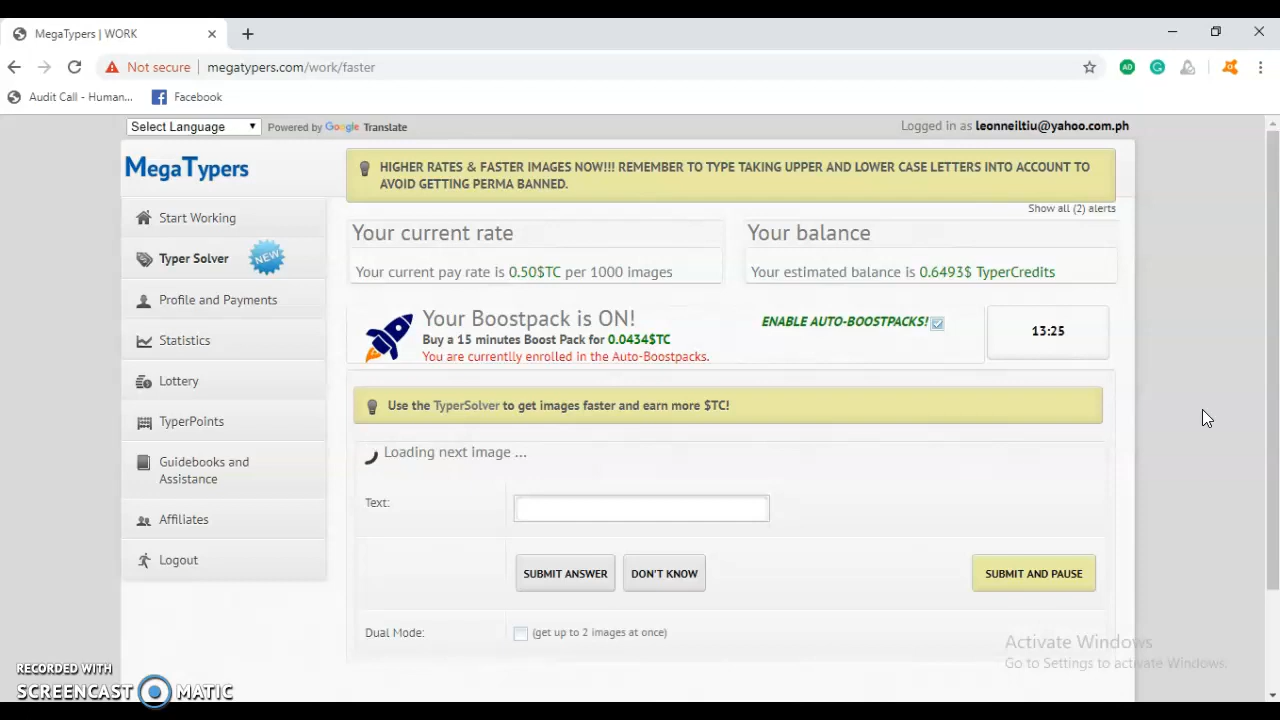 MegaTypers | WORK
Not secure | megatypers.com/work/faster
Audit Call - Human... Facebook
Select Language Powered by Google Translate
Logged in as leonneiltiu@yahoo.com.ph
MegaTypers
HIGHER RATES & FASTER IMAGES NOW!!! REMEMBER TO TYPE TAKING UPPER AND LOWER CASE LETTERS INTO ACCOUNT TO
AVOID GETTING PERMA BANNED.
Show all (2) alerts
Start Working
Typer Solver NEW
Profile and Payments
Statistics
Lottery
TyperPoints
Guidebooks and
Assistance
Affiliates
Logout
Your current rate
Your current pay rate is 0.50$TC per 1000 images
Your balance
Your estimated balance is 0.6493$ TyperCredits
Your Boostpack is ON!
Buy a 15 minutes Boost Pack for 0.0434$TC
You are currentlly enrolled in the Auto-Boostpacks.
ENABLE AUTO-BOOSTPACKS!
13:25
Use the TyperSolver to get images faster and earn more $TC!
Loading next image ...
Text:
SUBMIT ANSWER DON'T KNOW SUBMIT AND PAUSE
Dual Mode: (get up to 2 images at once)
Activate Windows
Go to Settings to activate Windows.
RECORDED WITH
SCREENCAST MATIC